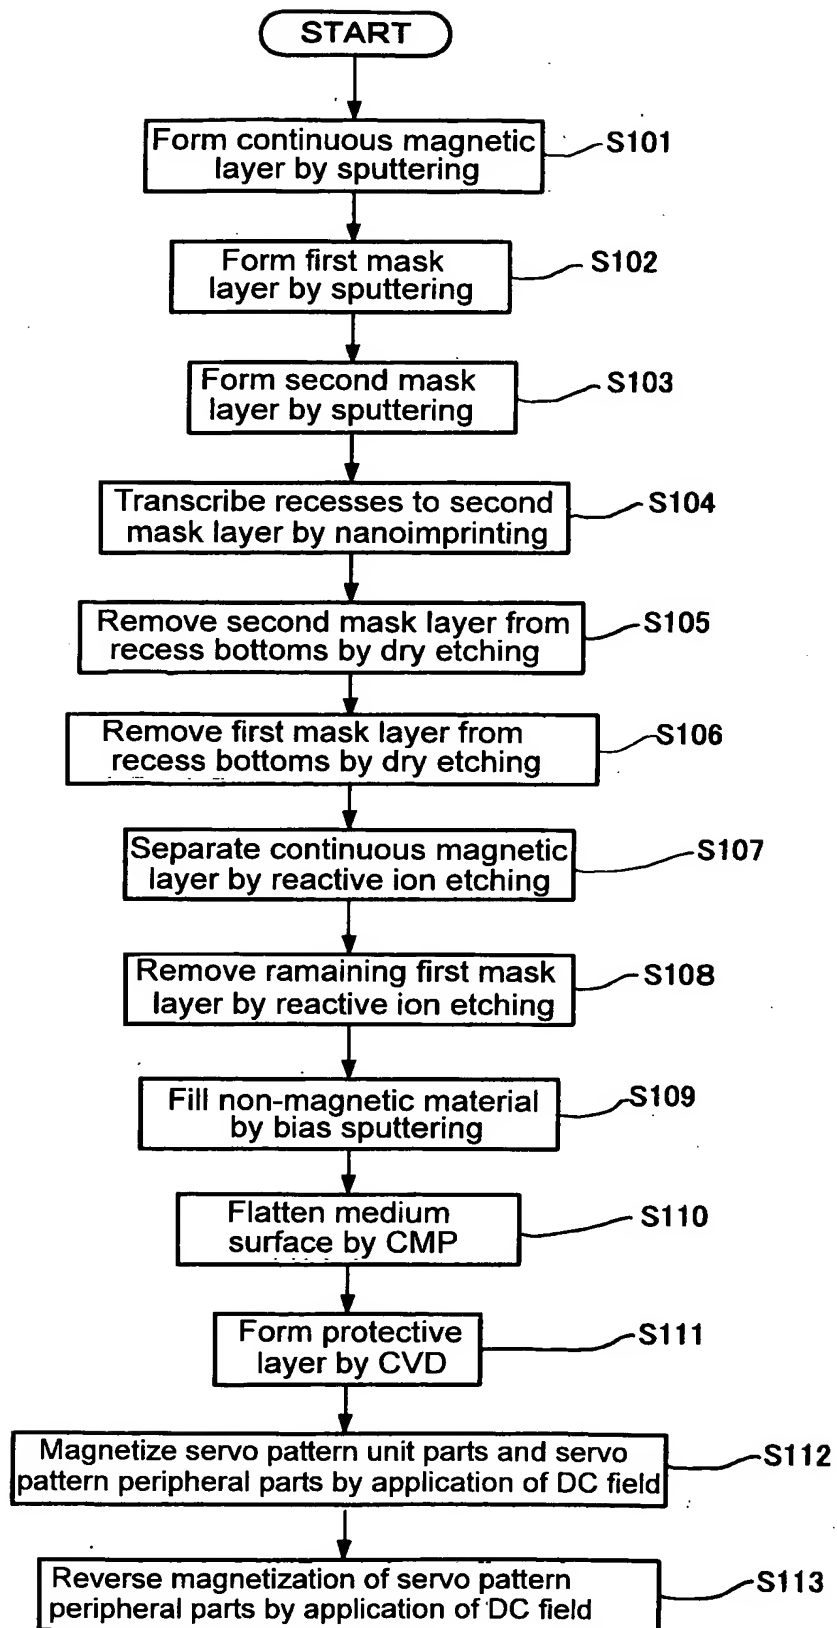 START
Form continuous magnetic
layer by sputtering
S101
Form first mask
layer by sputtering
S102
Form second mask
layer by sputtering
S103
Transcribe recesses to second
mask layer by nanoimprinting
S104
Remove second mask layer from
recess bottoms by dry etching
S105
Remove first mask layer from
recess bottoms by dry etching
S106
Separate continuous magnetic
layer by reactive ion etching
S107
Remove ramaining first mask
layer by reactive ion etching
S108
Fill non-magnetic material
by bias sputtering
S109
Flatten medium
surface by CMP
S110
Form protective
layer by CVD
S111
Magnetize servo pattern unit parts and servo
pattern peripheral parts by application of DC field
S112
Reverse magnetization of servo pattern
peripheral parts by application of DC field
S113